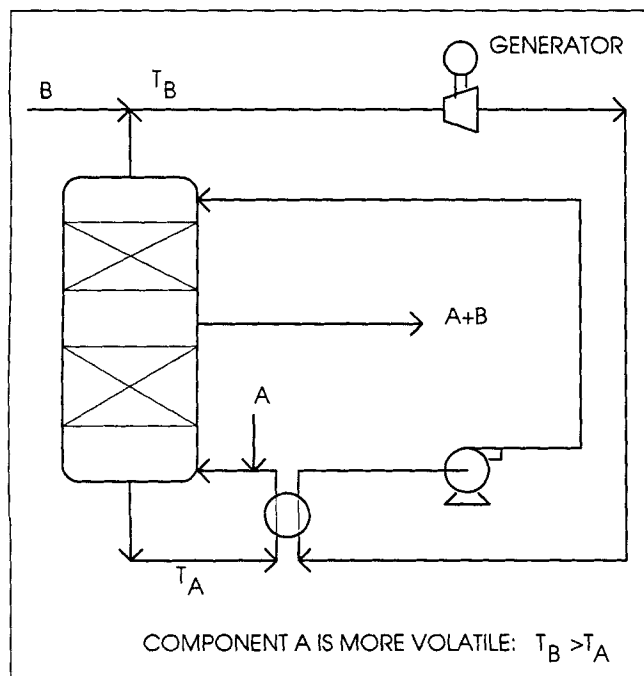 GENERATOR
B
T_B
A+B
A
T_A
COMPONENT A IS MORE VOLATILE: T_B >T_A